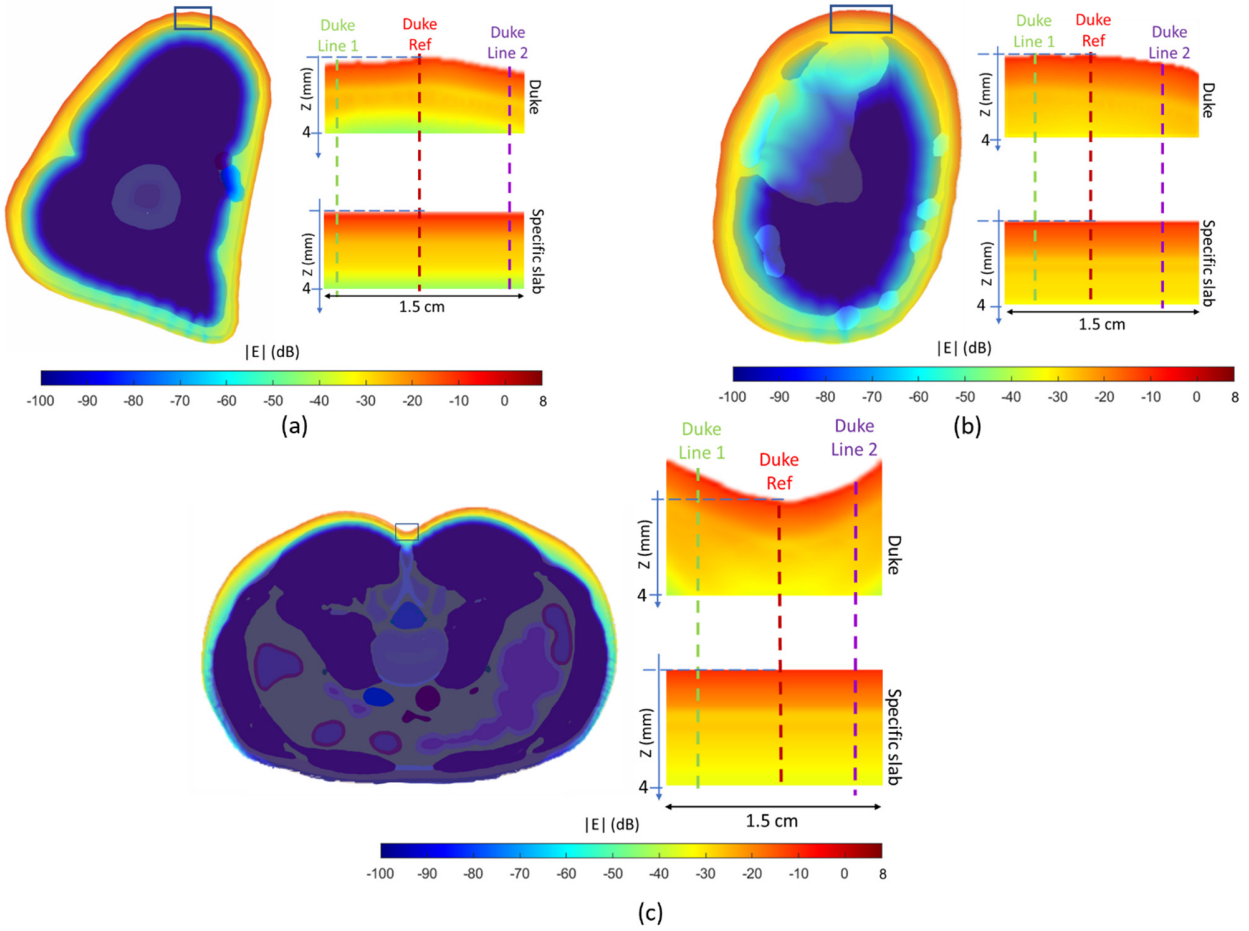 Duke
Line 1
Duke
Ref
Duke
Line 2
Z (mm)
4
Duke
Z (mm)
4
Specific slab
1.5 cm
|E| (dB)
-100 -90 -80 -70 -60 -50 -40 -30 -20 -10 0 8
(a)
Duke
Line 1
Duke
Ref
Duke
Line 2
Z (mm)
4
Duke
Z (mm)
4
Specific slab
1.5 cm
|E| (dB)
-100 -90 -80 -70 -60 -50 -40 -30 -20 -10 0 8
(b)
Duke
Line 1
Duke
Ref
Duke
Line 2
Z (mm)
4
Duke
Z (mm)
4
Specific slab
1.5 cm
|E| (dB)
-100 -90 -80 -70 -60 -50 -40 -30 -20 -10 0 8
(c)